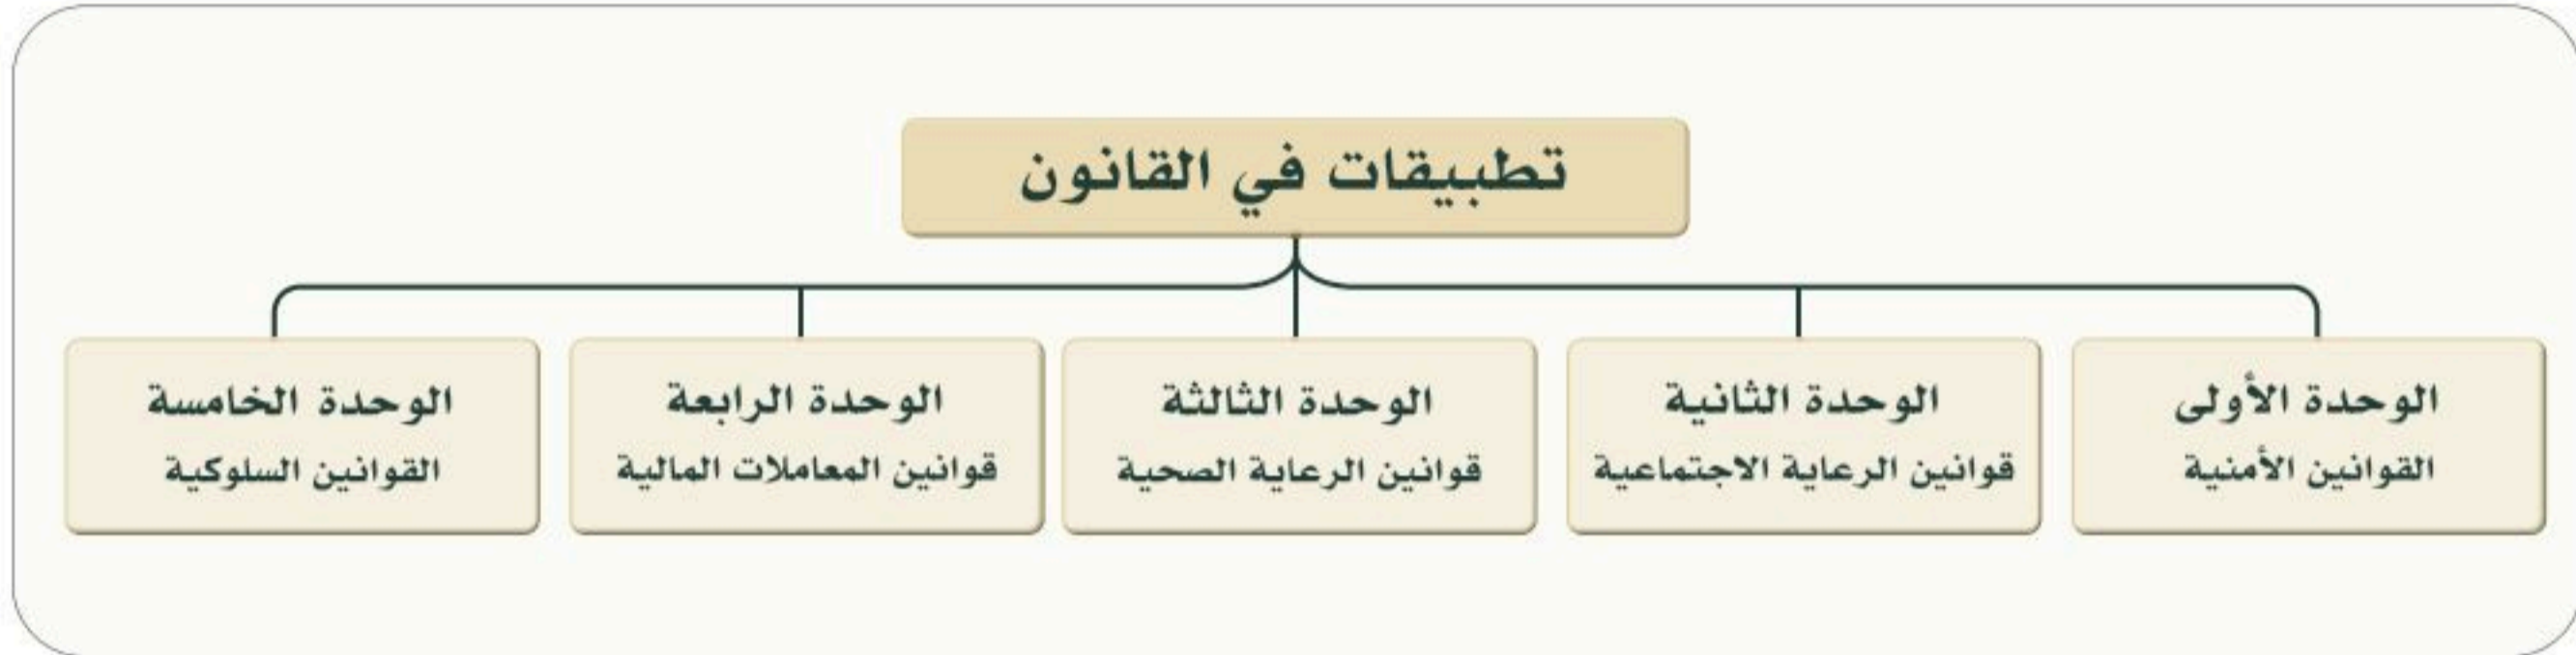 تطبيقات في القانون
الوحدة الأولى
القوانين الأمنية
الوحدة الثانية
قوانين الرعاية الاجتماعية
الوحدة الثالثة
قوانين الرعاية الصحية
الوحدة الرابعة
قوانين المعاملات المالية
الوحدة الخامسة
القوانين السلوكية